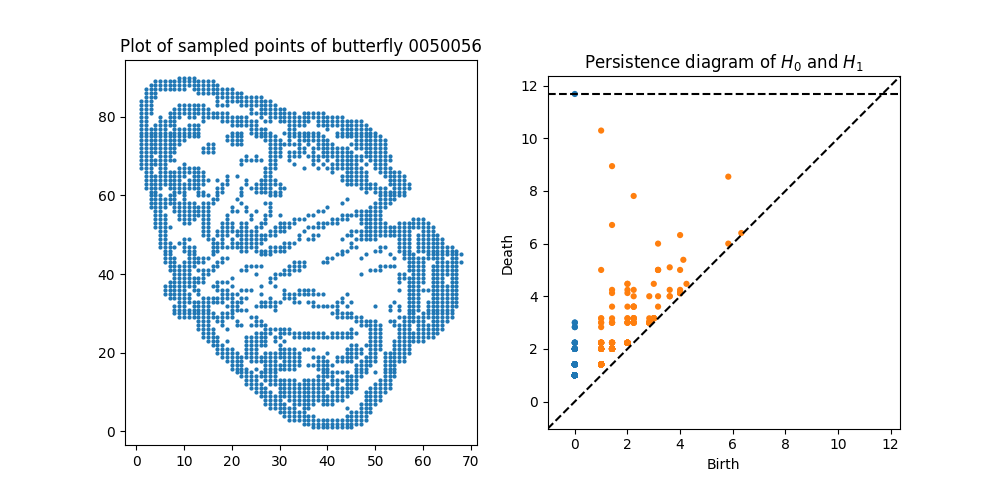 Plot of sampled points of butterfly 0050056
80
60
40
20
0
0 10 20 30 40 50 60 70
Persistence diagram of H₀ and H₁
12
10
8
6
4
2
0
Death
0 2 4 6 8 10 12
Birth